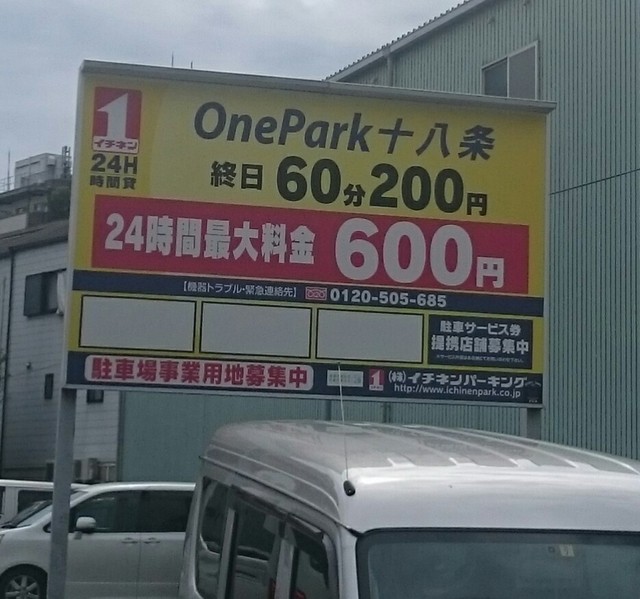 1
イチネン
24H
時間貸
OnePark十八条
終日 60分200円
24時間最大料金 600円
【機器トラブル・緊急連絡先】 0120-505-685
駐車サービス券
提携店舗募集中
駐車場事業用地募集中
1 (株)イチネンパーキング
http://www.ichinenpark.co.jp